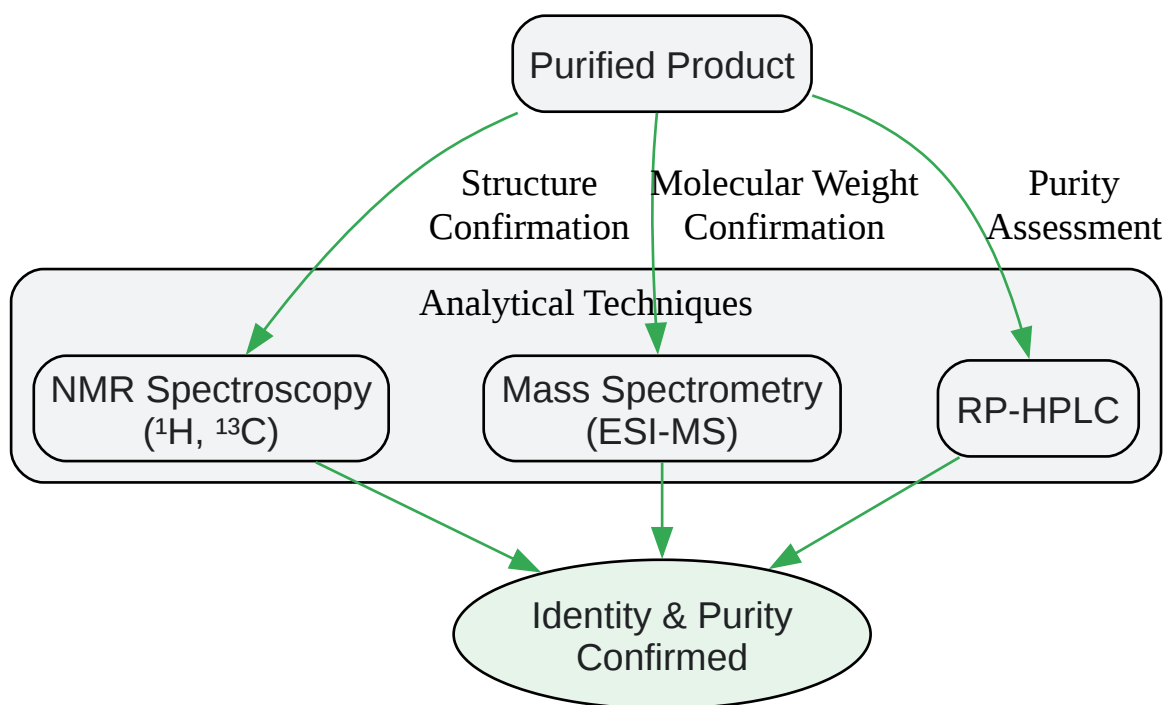 Purified Product
Structure
Confirmation
Molecular Weight
Confirmation
Purity
Assessment
Analytical Techniques
NMR Spectroscopy
(¹H, ¹³C)
Mass Spectrometry
(ESI-MS)
RP-HPLC
Identity & Purity
Confirmed